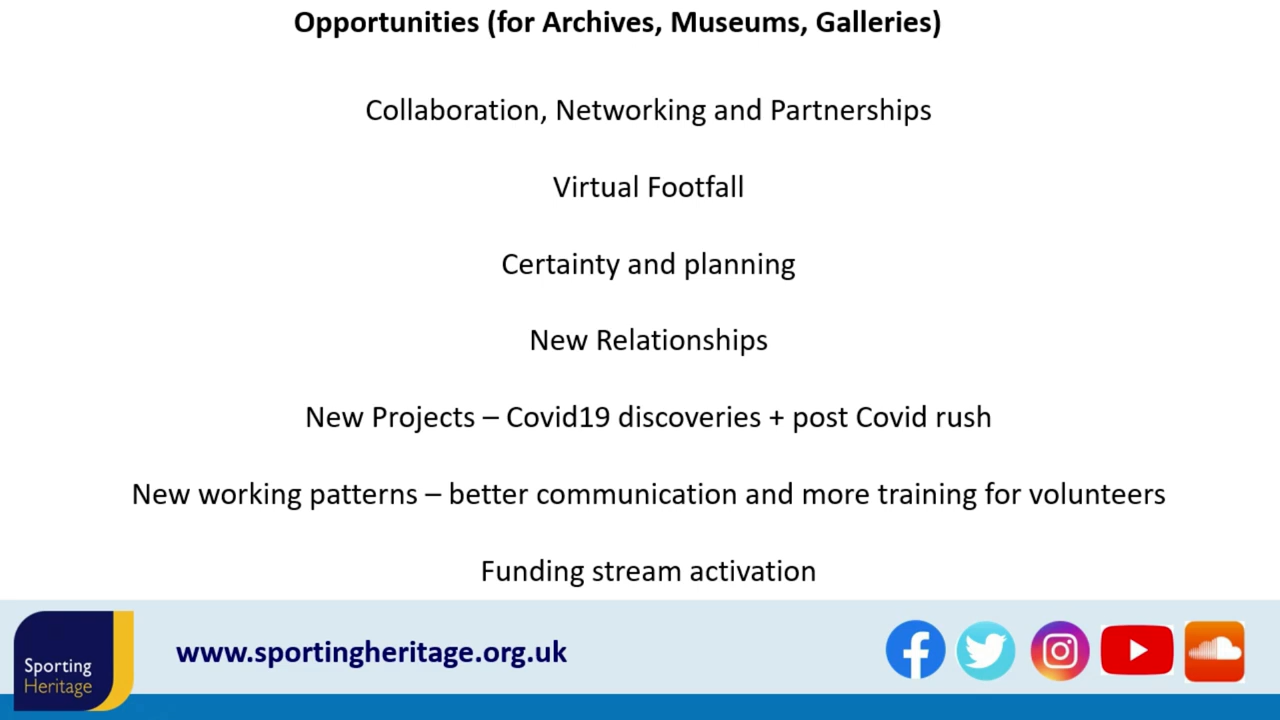 Opportunities (for Archives, Museums, Galleries)
Collaboration, Networking and Partnerships
Virtual Footfall
Certainty and planning
New Relationships
New Projects – Covid19 discoveries + post Covid rush
New working patterns – better communication and more training for volunteers
Funding stream activation
Sporting
Heritage
www.sportingheritage.org.uk